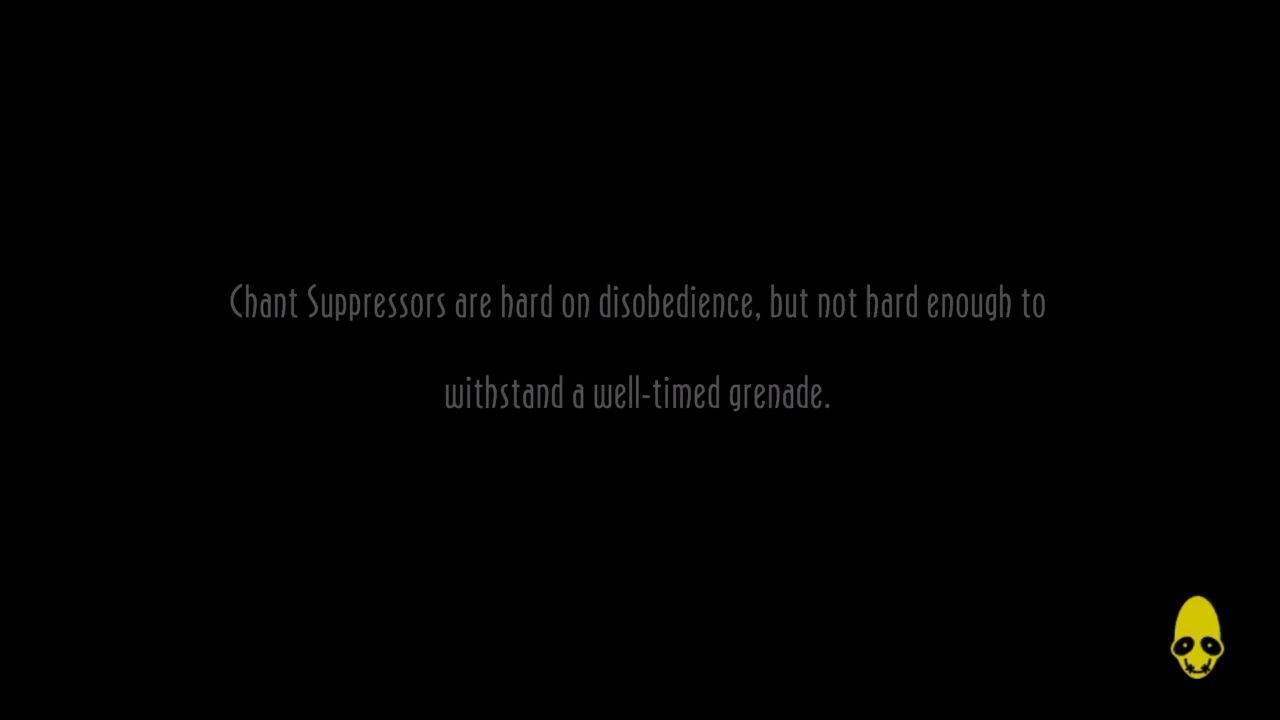 Chant Suppressors are hard on disobedience, but not hard enough to
withstand a well-timed grenade.